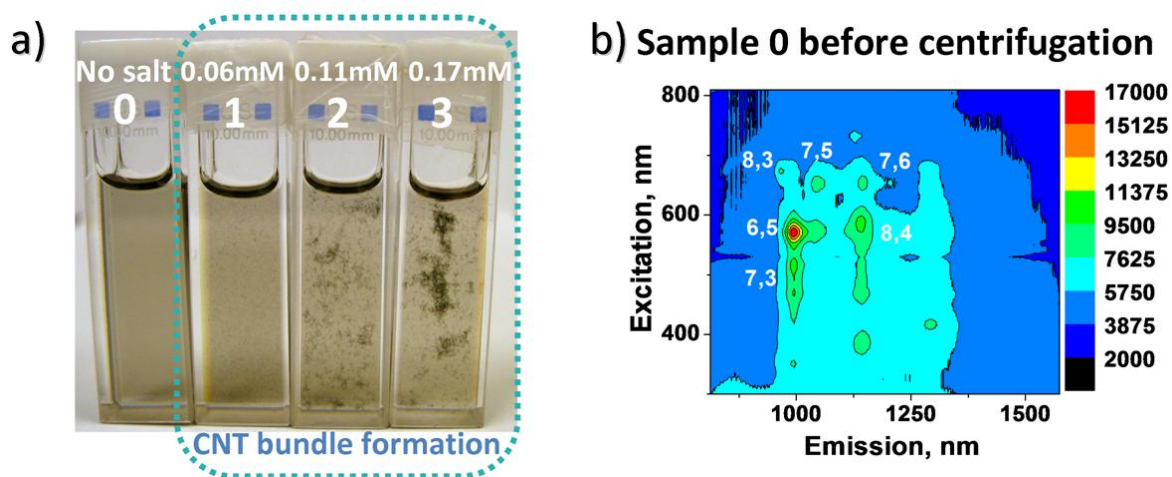 a)
No salt 0.06mM 0.11mM 0.17mM
0 1 2 3
10.00mm 10.00mm 10.00mm
CNT bundle formation
b) Sample 0 before centrifugation
Excitation, nm
800
600
400
8,3
7,5
7,6
6,5
8,4
7,3
1000 1250 1500
Emission, nm
17000
15125
13250
11375
9500
7625
5750
3875
2000